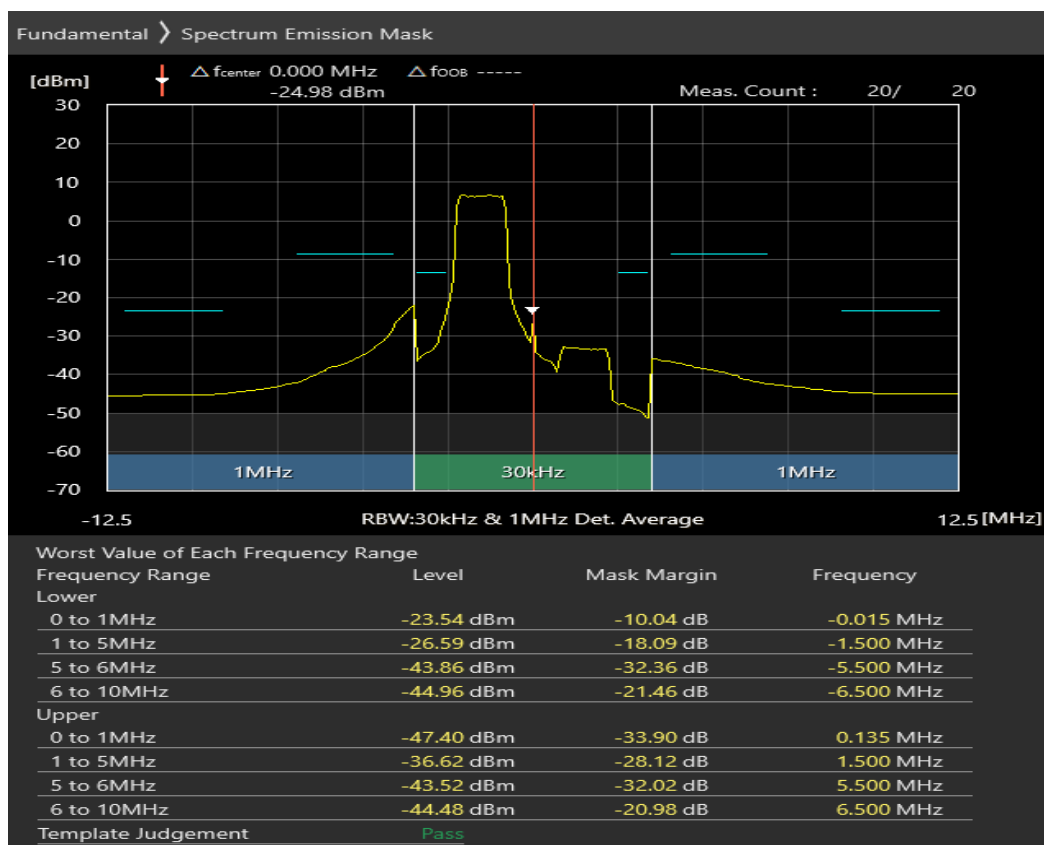 Fundamental 〉 Spectrum Emission Mask
[dBm] △ fcenter 0.000 MHz △ fOOB -----
-24.98 dBm Meas. Count : 20/ 20
30
20
10
0
-10
-20
-30
-40
-50
-60
-70
1MHz 30kHz 1MHz
-12.5 RBW:30kHz & 1MHz Det. Average 12.5 [MHz]
Worst Value of Each Frequency Range
Frequency Range Level Mask Margin Frequency
Lower
0 to 1MHz -23.54 dBm -10.04 dB -0.015 MHz
1 to 5MHz -26.59 dBm -18.09 dB -1.500 MHz
5 to 6MHz -43.86 dBm -32.36 dB -5.500 MHz
6 to 10MHz -44.96 dBm -21.46 dB -6.500 MHz
Upper
0 to 1MHz -47.40 dBm -33.90 dB 0.135 MHz
1 to 5MHz -36.62 dBm -28.12 dB 1.500 MHz
5 to 6MHz -43.52 dBm -32.02 dB 5.500 MHz
6 to 10MHz -44.48 dBm -20.98 dB 6.500 MHz
Template Judgement Pass